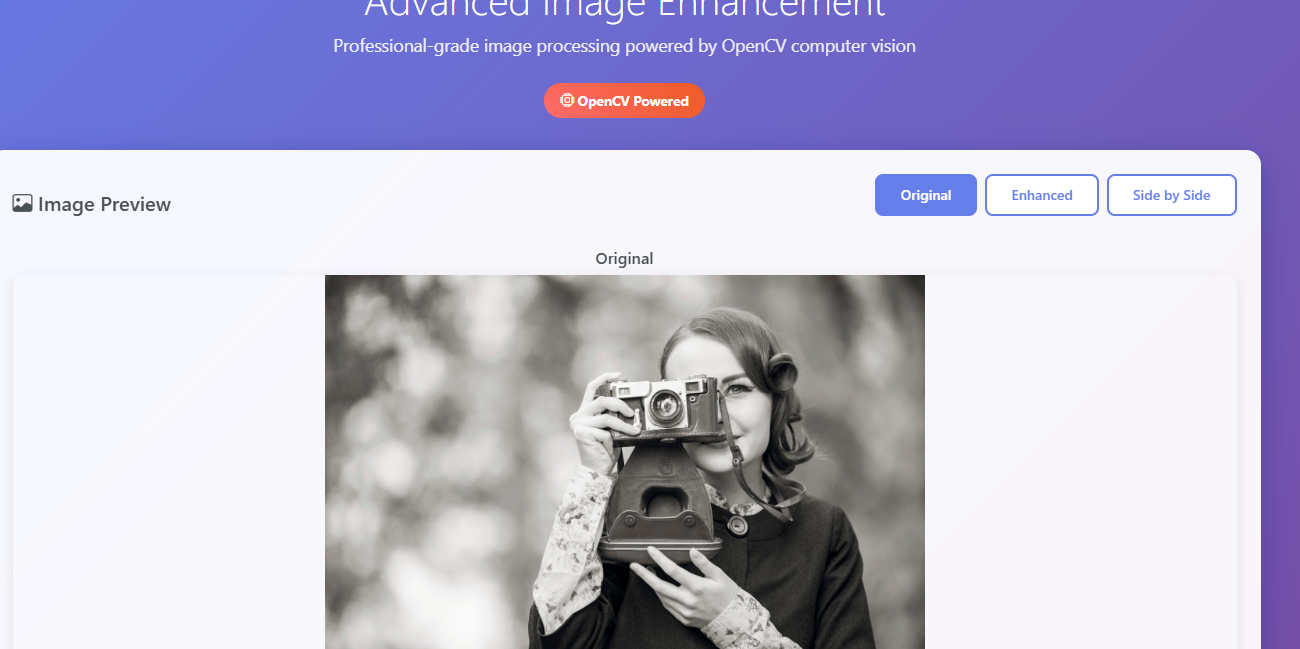 Advanced Image Enhancement
Professional-grade image processing powered by OpenCV computer vision
OpenCV Powered
Image Preview
Original
Enhanced
Side by Side
Original